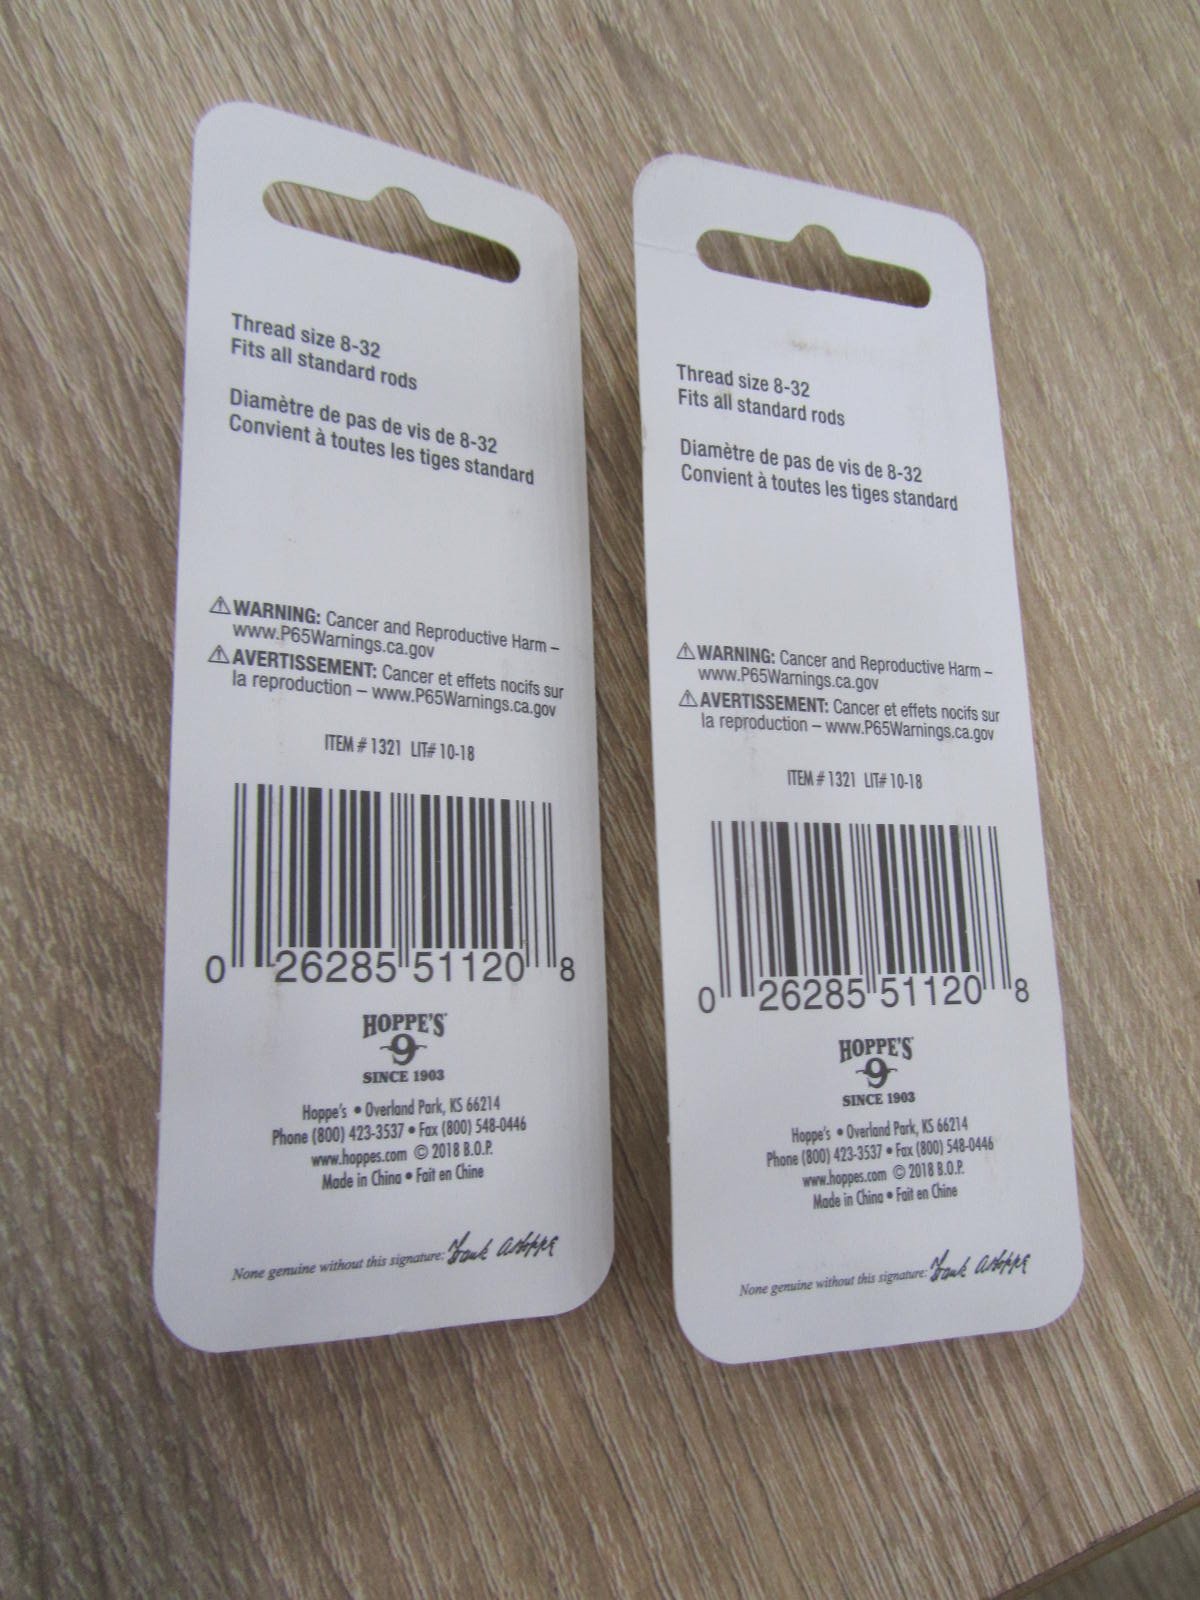 Thread size 8-32
Fits all standard rods
Diamètre de pas de vis de 8-32
Convient à toutes les tiges standard
⚠WARNING: Cancer and Reproductive Harm –
www.P65Warnings.ca.gov
⚠AVERTISSEMENT: Cancer et effets nocifs sur
la reproduction – www.P65Warnings.ca.gov
ITEM # 1321 LIT# 10-18
0 26285 51120 8
HOPPE'S
9
SINCE 1903
Hoppe's • Overland Park, KS 66214
Phone (800) 423-3537 • Fax (800) 548-0446
www.hoppes.com © 2018 B.O.P.
Made in China • Fait en Chine
None genuine without this signature: Frank A Hoppe
Thread size 8-32
Fits all standard rods
Diamètre de pas de vis de 8-32
Convient à toutes les tiges standard
⚠WARNING: Cancer and Reproductive Harm –
www.P65Warnings.ca.gov
⚠AVERTISSEMENT: Cancer et effets nocifs sur
la reproduction – www.P65Warnings.ca.gov
ITEM # 1321 LIT# 10-18
0 26285 51120 8
HOPPE'S
9
SINCE 1903
Hoppe's • Overland Park, KS 66214
Phone (800) 423-3537 • Fax (800) 548-0446
www.hoppes.com © 2018 B.O.P.
Made in China • Fait en Chine
None genuine without this signature: Frank A Hoppe